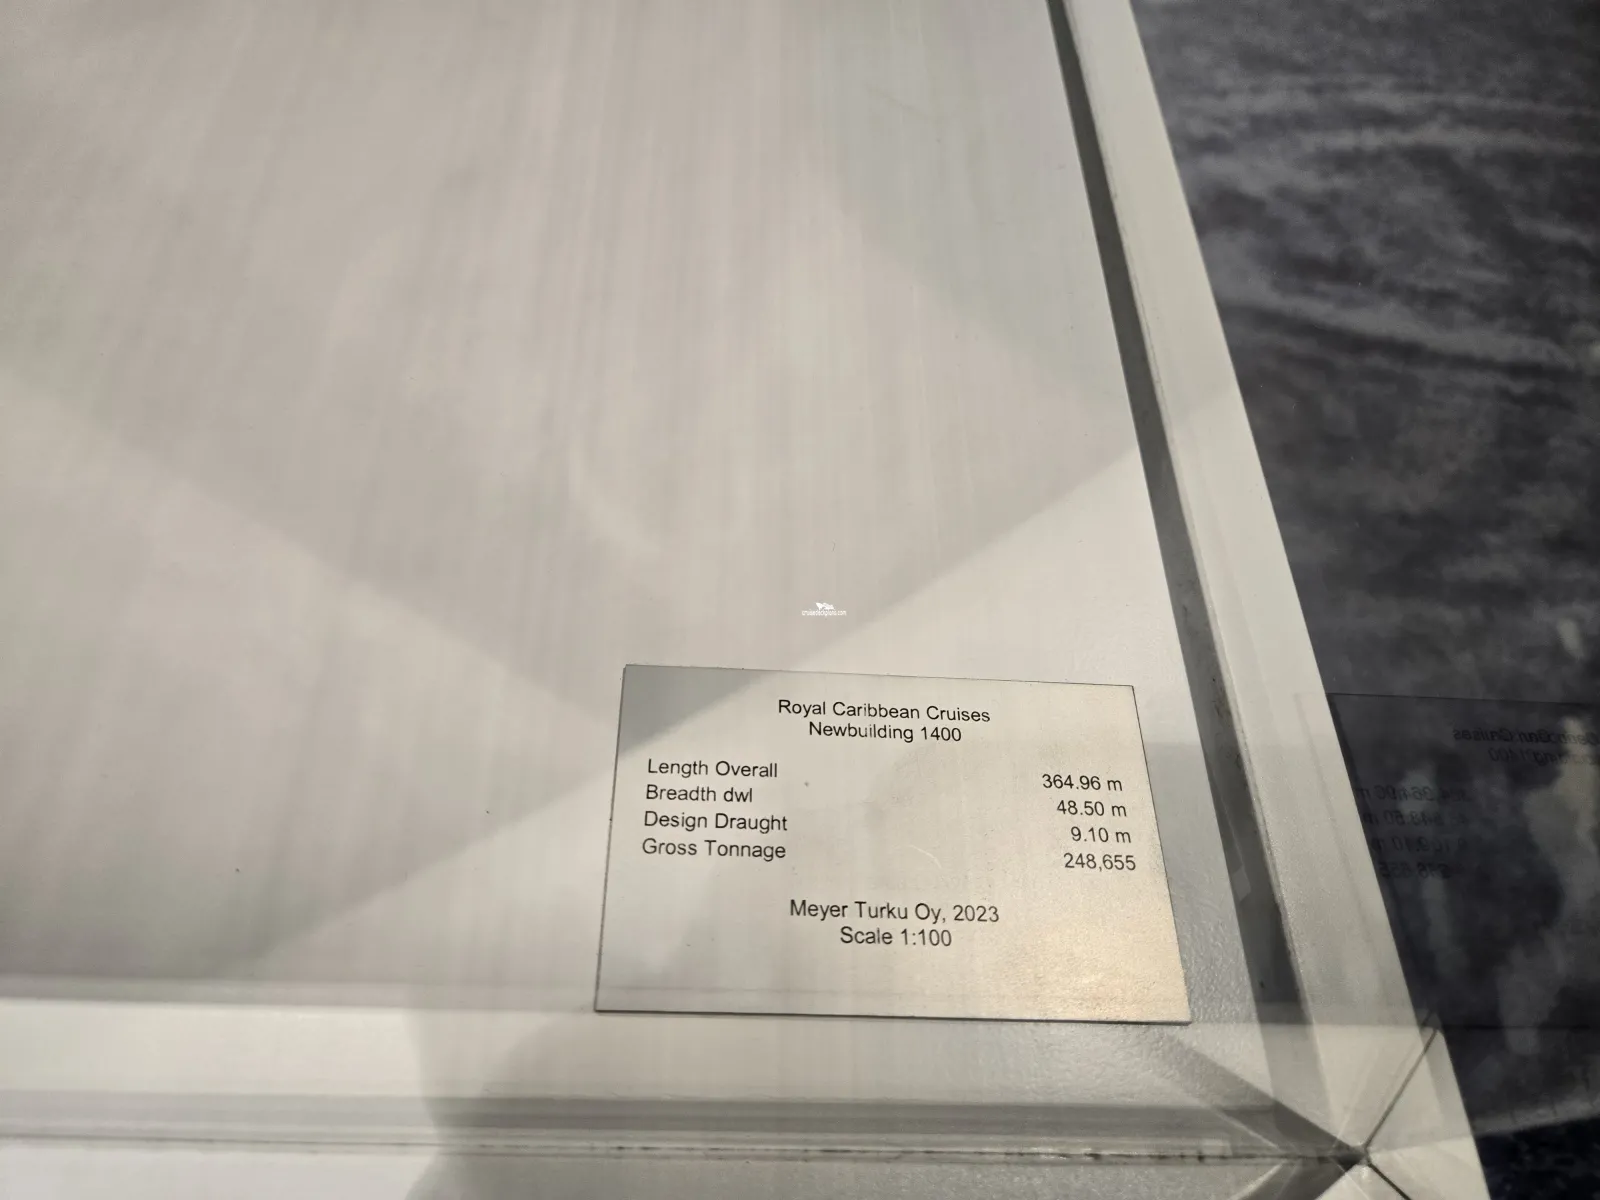 Royal Caribbean Cruises
Newbuilding 1400
Length Overall 364.96 m
Breadth dwl 48.50 m
Design Draught 9.10 m
Gross Tonnage 248,655
Meyer Turku Oy, 2023
Scale 1:100